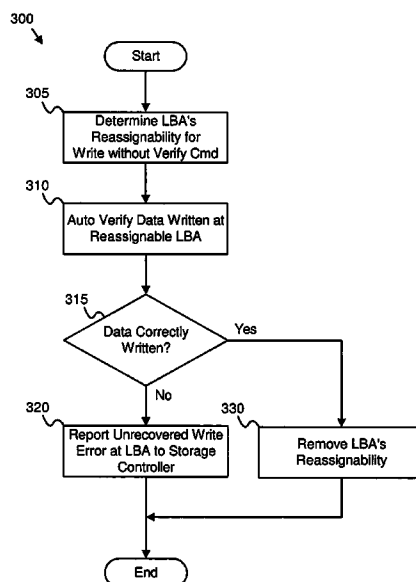 300
Start
305
Determine LBA's
Reassignability for
Write without Verify Cmd
310
Auto Verify Data Written at
Reassignable LBA
315
Data Correctly
Written?
Yes
No
320
Report Unrecovered Write
Error at LBA to Storage
Controller
330
Remove LBA's
Reassignability
End